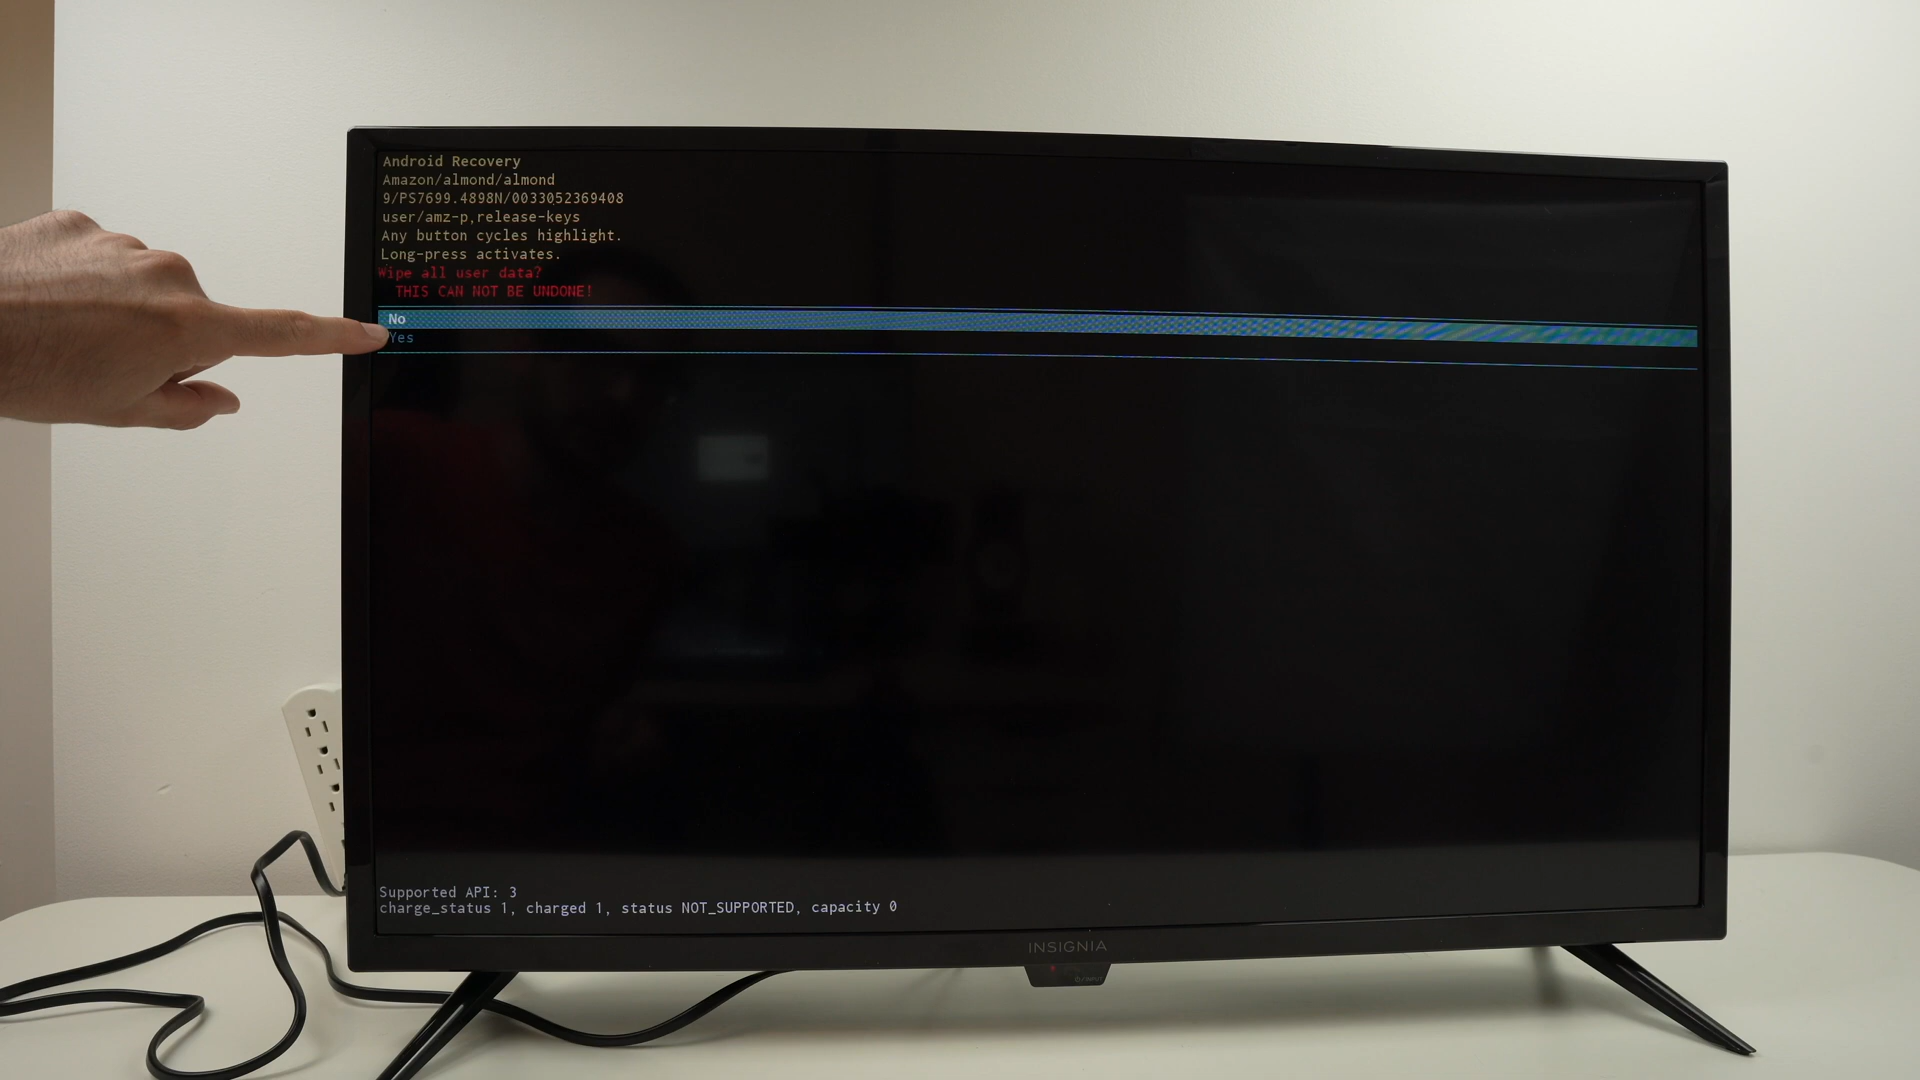 Android Recovery
Amazon/almond/almond
9/PS7699.4898N/0033052369408
user/amz-p,release-keys
Any button cycles highlight.
Long-press activates.
Wipe all user data?
THIS CAN NOT BE UNDONE!
No
Yes
Supported API: 3
charge_status 1, charged 1, status NOT_SUPPORTED, capacity 0
INSIGNIA